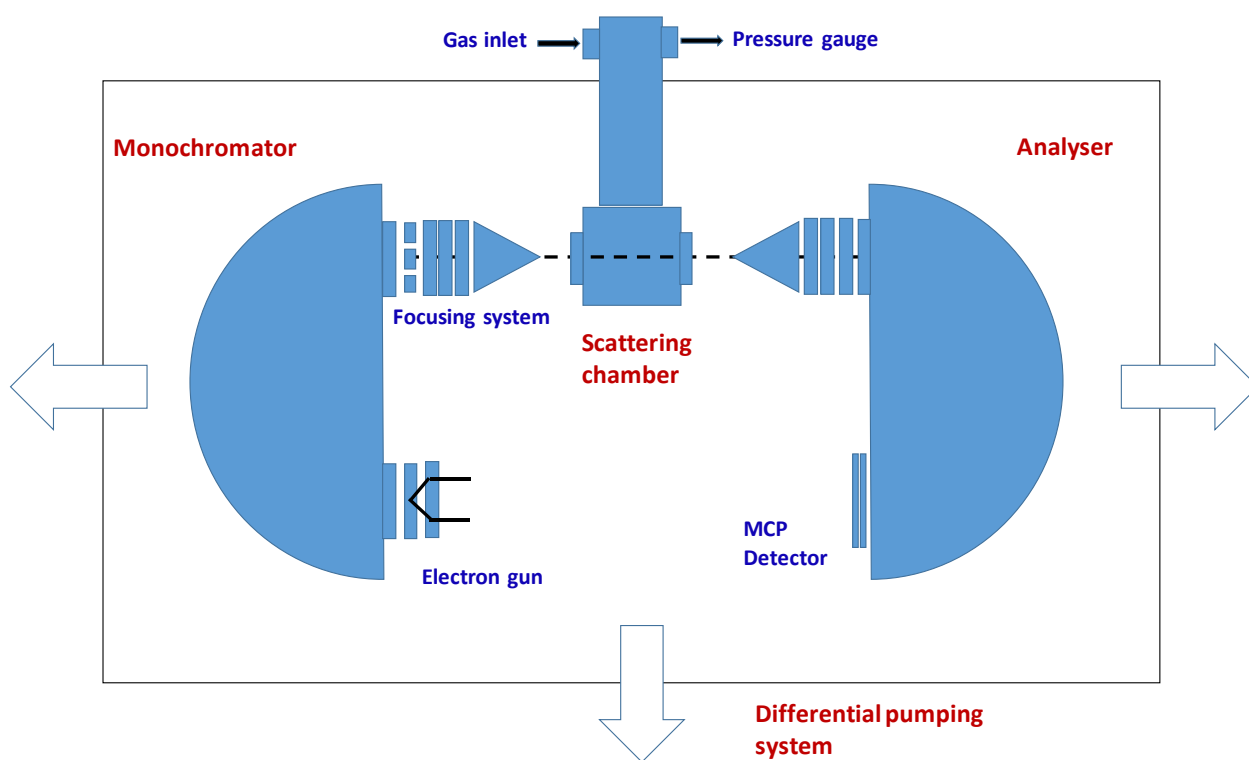 Gas inlet
Pressure gauge
Monochromator
Analyser
Focusing system
Scattering
chamber
MCP
Detector
Electron gun
Differential pumping
system